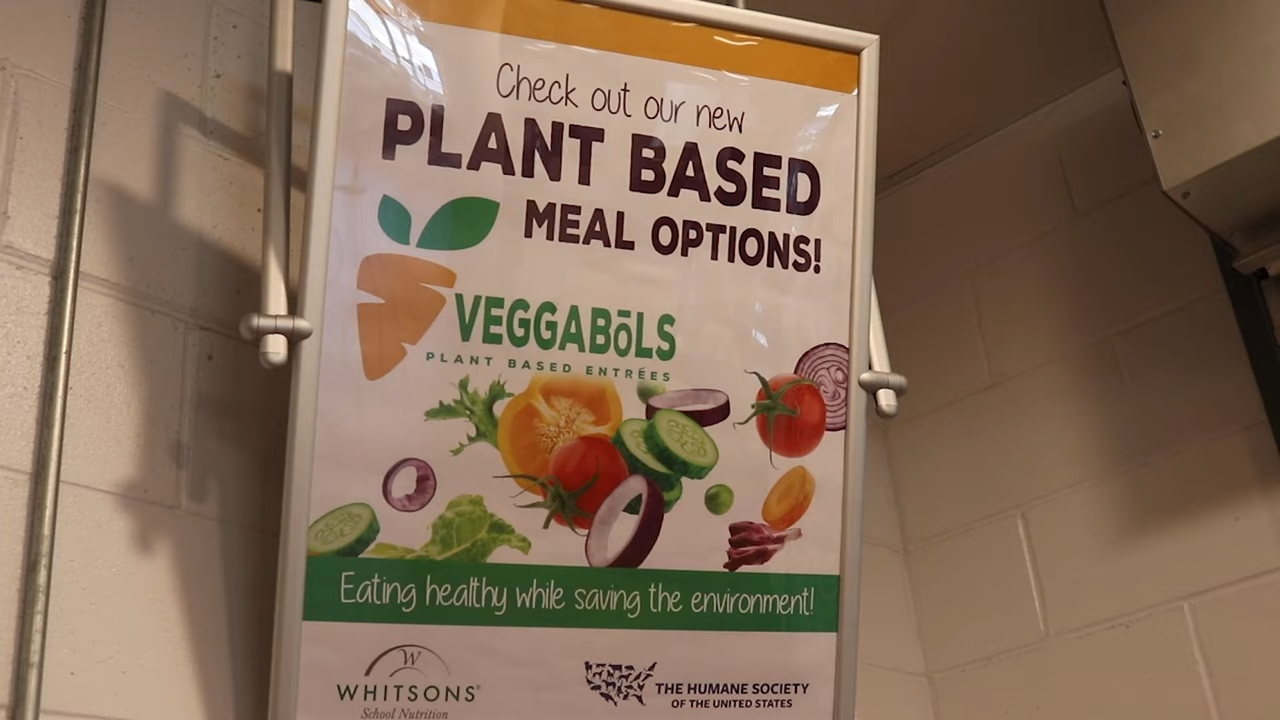 Check out our new
PLANT BASED
MEAL OPTIONS!
VEGGABōLS
PLANT BASED ENTRÉES
Eating healthy while saving the environment!
W
WHITSONS®
School Nutrition
THE HUMANE SOCIETY
OF THE UNITED STATES